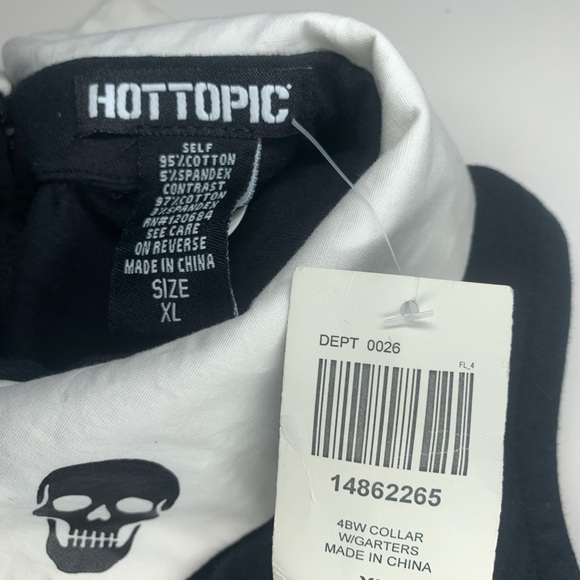 HOTTOPIC
SELF
95%COTTON
5%SPANDEX
CONTRAST
97%COTTON
3%SPANDEX
RN#120684
SEE CARE
ON REVERSE
MADE IN CHINA
SIZE
XL
DEPT 0026
FL_4
14862265
4BW COLLAR
W/GARTERS
MADE IN CHINA